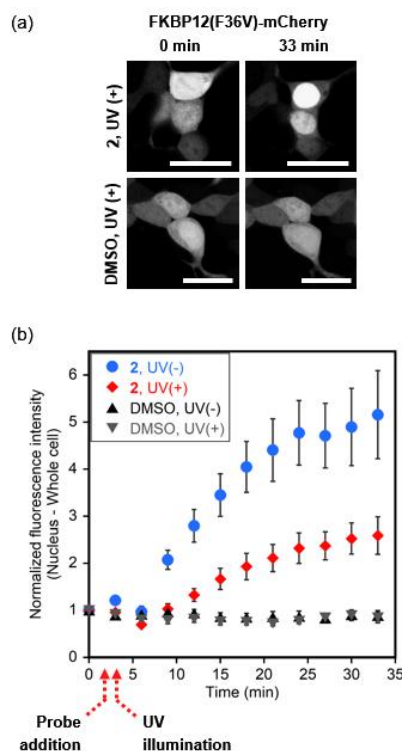 (a)
FKBP12(F36V)-mCherry
0 min 33 min
2, UV (+)
DMSO, UV (+)
(b)
2, UV(-)
2, UV(+)
DMSO, UV(-)
DMSO, UV(+)
Normalized fluorescence intensity
(Nucleus - Whole cell)
6
5
4
3
2
1
0
0 5 10 15 20 25 30 35
Time (min)
Probe addition
UV illumination